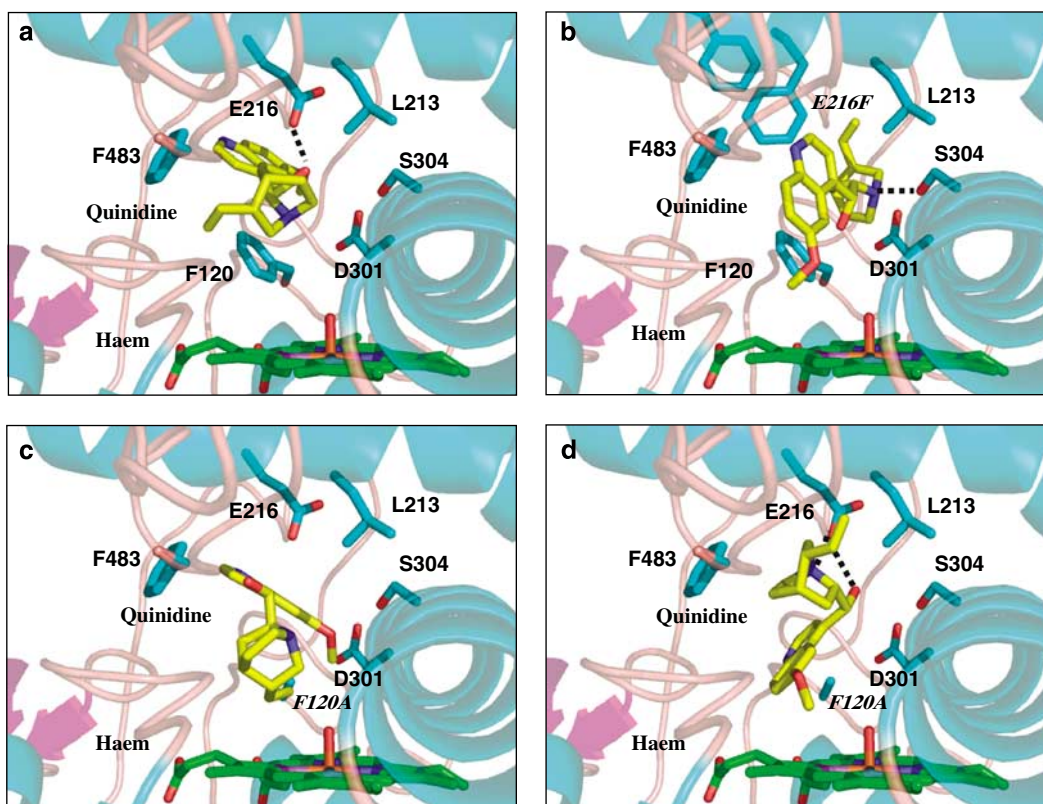 a
E216
L213
F483
S304
Quinidine
F120
D301
Haem
b
E216F
L213
F483
S304
Quinidine
F120
D301
Haem
c
E216
L213
F483
S304
Quinidine
D301
F120A
Haem
d
E216
L213
F483
S304
Quinidine
D301
F120A
Haem